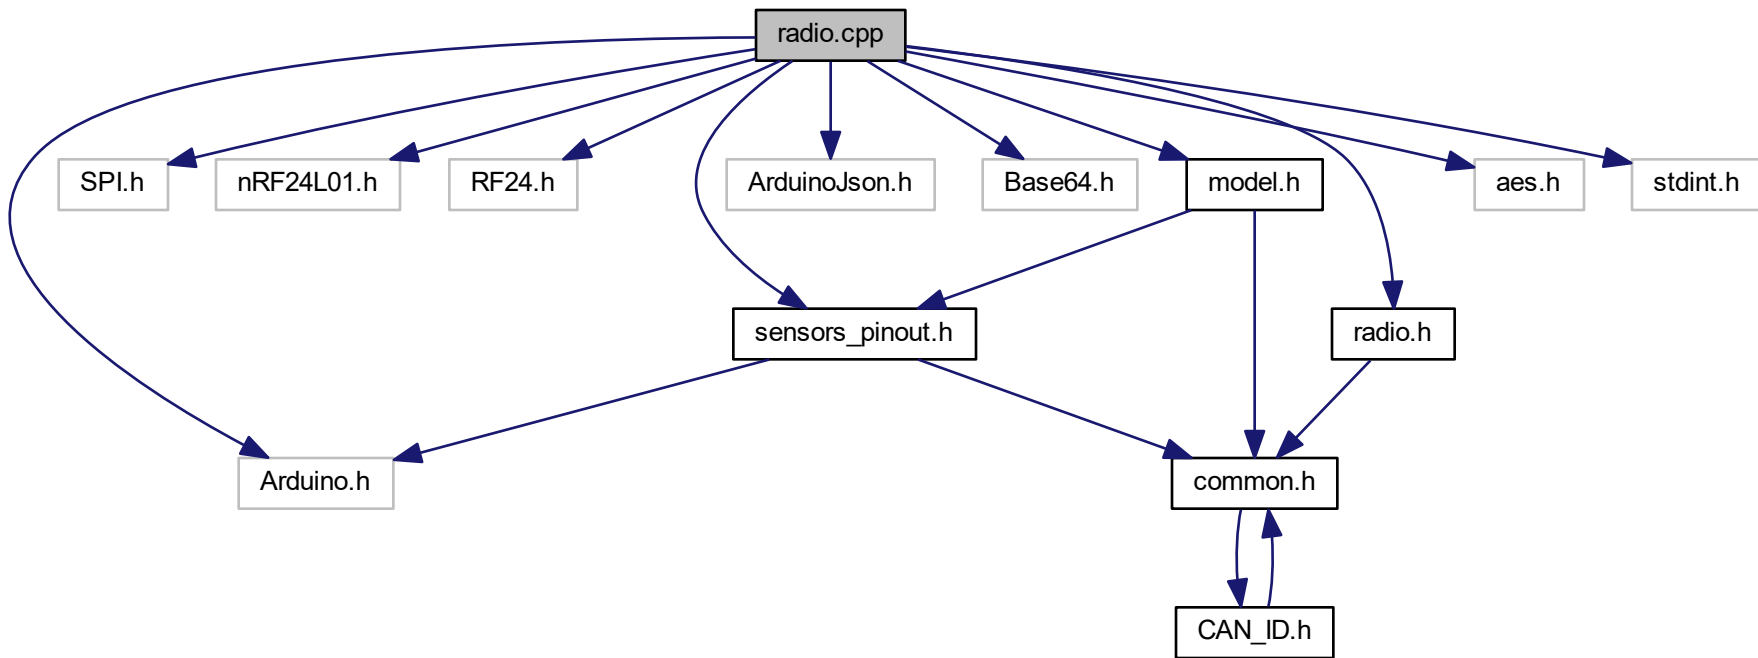 radio.cpp
SPI.h
nRF24L01.h
RF24.h
ArduinoJson.h
Base64.h
model.h
aes.h
stdint.h
sensors_pinout.h
radio.h
Arduino.h
common.h
CAN_ID.h